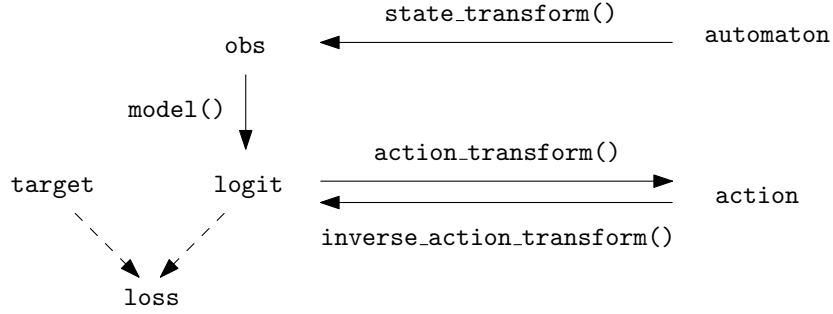 state_transform()
obs
automaton
model()
action_transform()
target
logit
action
inverse_action_transform()
loss